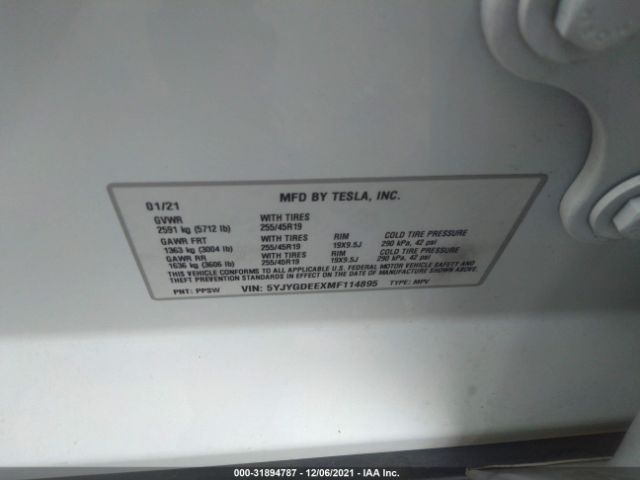 MFD BY TESLA, INC.
01/21
GVWR WITH TIRES
2591 kg (5712 lb) 255/45R19
GAWR FRT WITH TIRES RIM COLD TIRE PRESSURE
1363 kg (3004 lb) 255/45R19 19X9.5J 290 kPa, 42 psi
GAWR RR WITH TIRES RIM COLD TIRE PRESSURE
1636 kg (3606 lb) 255/45R19 19X9.5J 290 kPa, 42 psi
THIS VEHICLE CONFORMS TO ALL APPLICABLE U.S. FEDERAL MOTOR VEHICLE SAFETY AND
THEFT PREVENTION STANDARDS IN EFFECT ON THE DATE OF MANUFACTURE SHOWN ABOVE.
PNT: PPSW VIN: 5YJYGDEEXMF114895 TYPE: MPV
000-31894787 - 12/06/2021 - IAA Inc.